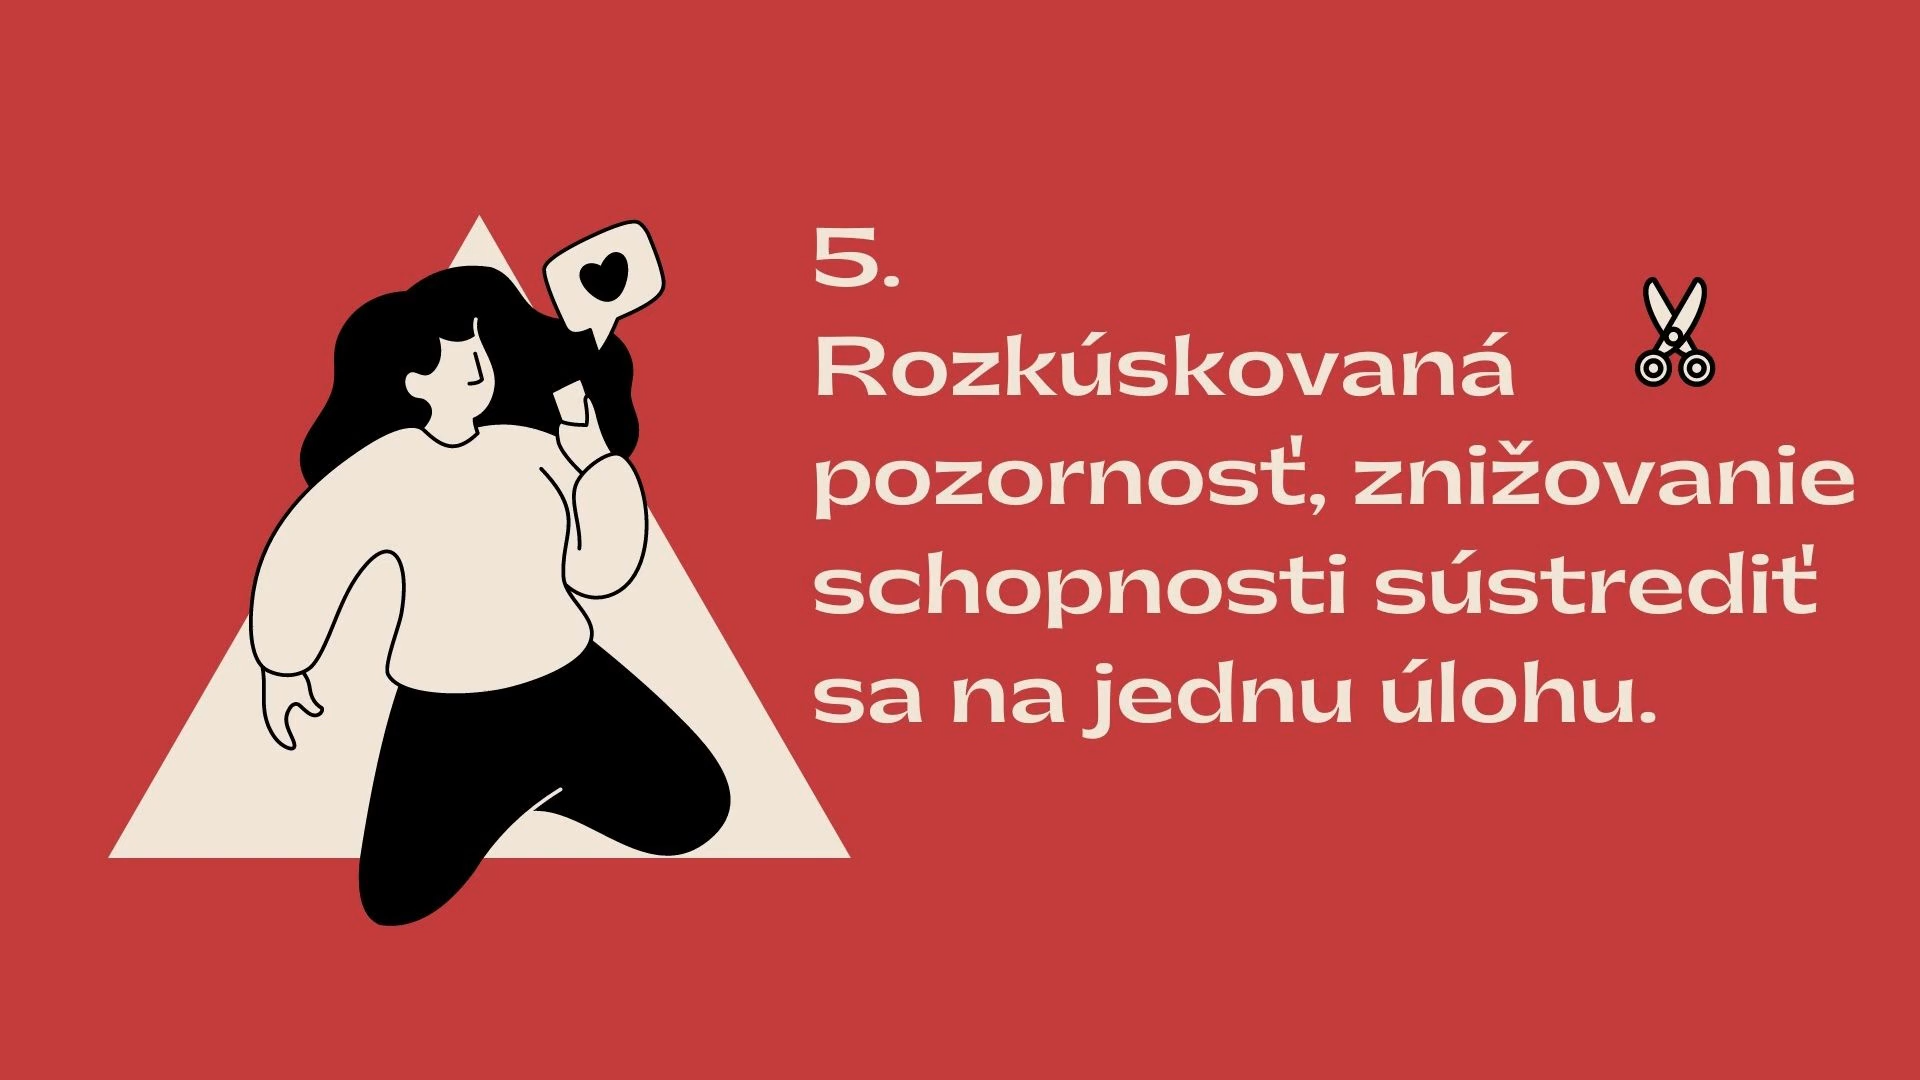 5.
Rozkúskovaná
pozornosť, znižovanie
schopnosti sústrediť
sa na jednu úlohu.